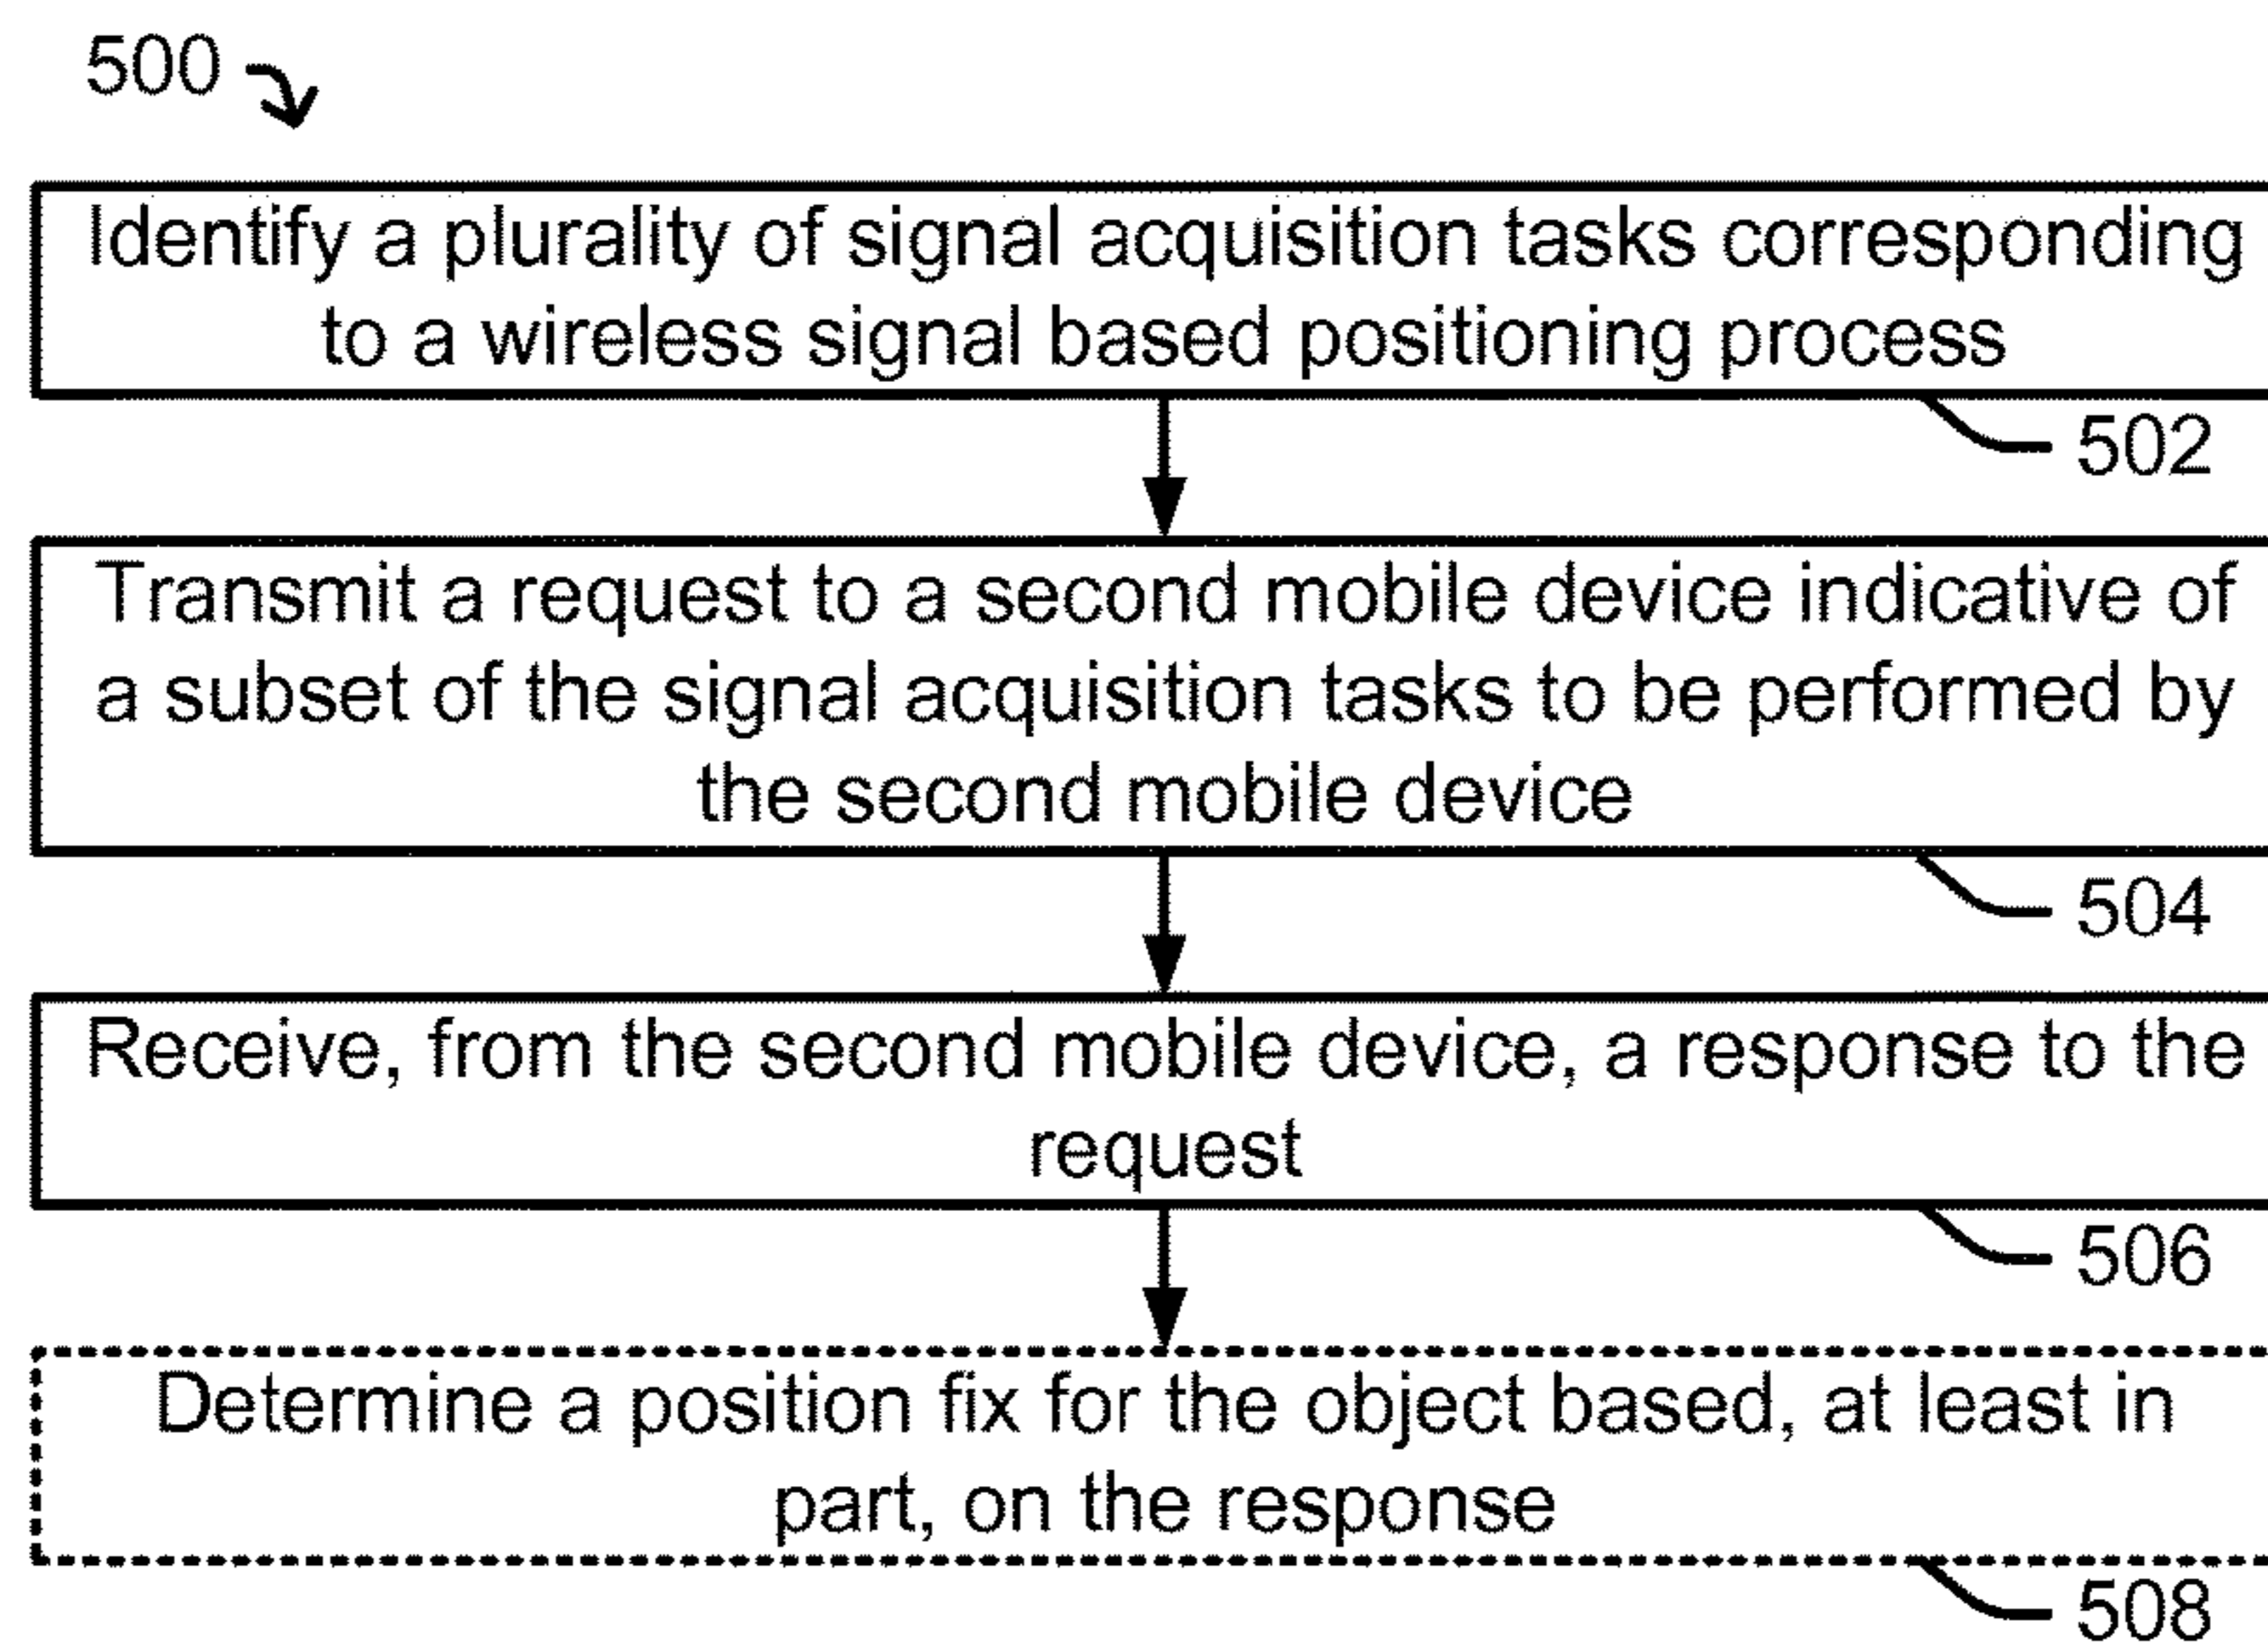 500
Identify a plurality of signal acquisition tasks corresponding
to a wireless signal based positioning process
502
Transmit a request to a second mobile device indicative of
a subset of the signal acquisition tasks to be performed by
the second mobile device
504
Receive, from the second mobile device, a response to the
request
506
Determine a position fix for the object based, at least in
part, on the response
508